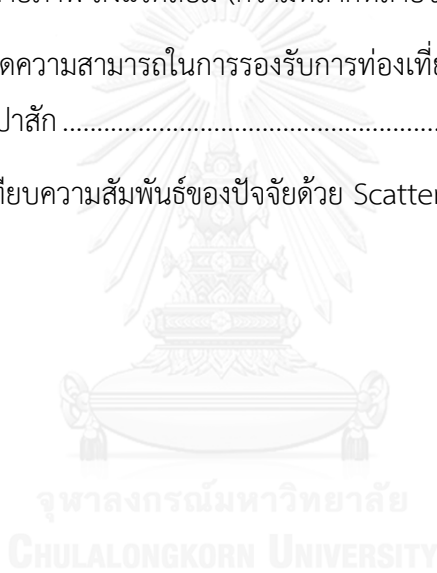 ดความสามารถในการรองรับการท่องเที่
ปาสัก ...........................................................
ทียบความสัมพันธ์ของปัจจัยด้วย Scatter
จุฬาลงกรณ์มหาวิทยาลัย
CHULALONGKORN UNIVERSITY